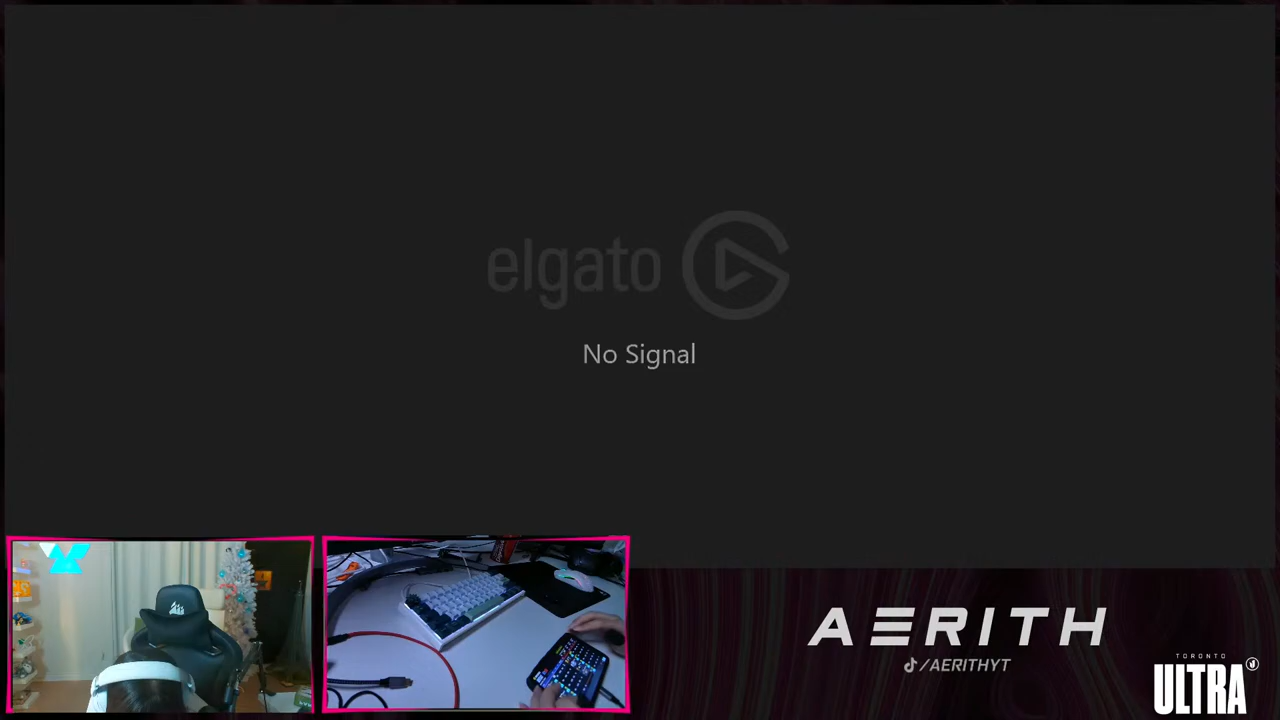 elgato
No Signal
AERITH
/AERITHYT
TORONTO
ULTRA